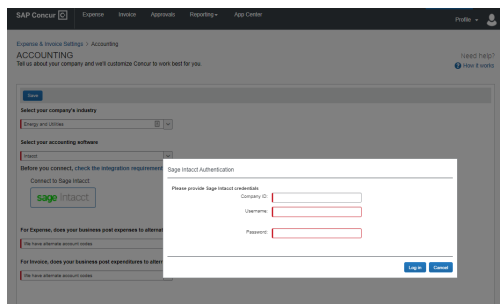 SAP Concur C Expense Invoice Approvals Reporting App Center Profile
Expense & Invoice Settings / Accounting
ACCOUNTING
Tell us about your company and we'll customize Concur to work best for you
Need help?
How it works
Save
Select your company's industry
Energy and Utilities
Select your accounting software
Intacct
Before you connect, check the integration requirement
Connect to Sage Intacct
sage Intacct
For Expense, does your business post expenses to alternat
We have alternate account codes
For Invoice, does your business post expenditures to altern
We have alternate account codes
Sage Intacct Authentication
Please provide Sage Intacct credentials
Company ID:
Username:
Password:
Log in Cancel